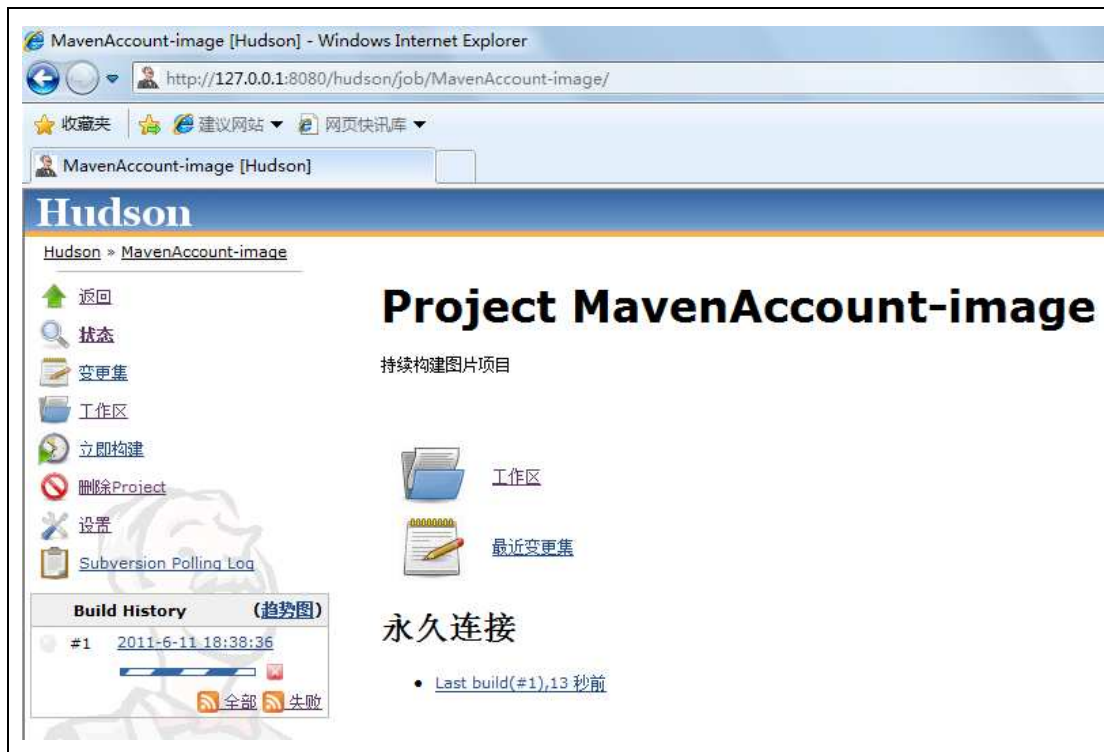 MavenAccount-image [Hudson] - Windows Internet Explorer
http://127.0.0.1:8080/hudson/job/MavenAccount-image/
收藏夹 建议网站 网页快讯库
MavenAccount-image [Hudson]
Hudson
Hudson » MavenAccount-image
返回
状态
变更集
工作区
立即构建
删除Project
设置
Subversion Polling Log
Build History (趋势图)
#1 2011-6-11 18:38:36
全部 失败
Project MavenAccount-image
持续构建图片项目
工作区
最近变更集
永久连接
Last build(#1),13 秒前